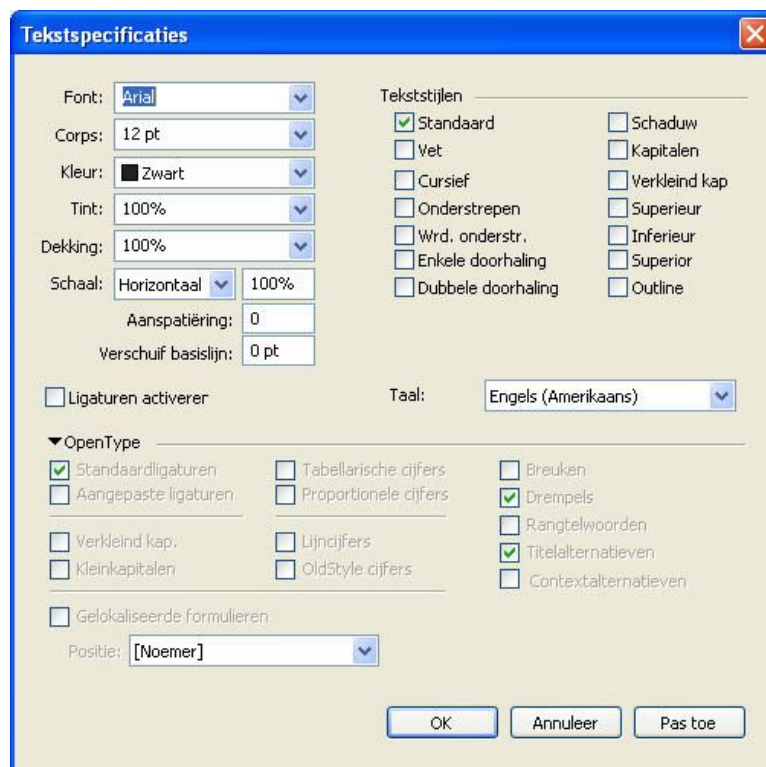 Tekstspecificaties
Font: Arial
Corps: 12 pt
Kleur: Zwart
Tint: 100%
Dekking: 100%
Schaal: Horizontaal 100%
Aanspatiëring: 0
Verschuif basislijn: 0 pt
Tekststijlen
Standaard
Vet
Cursief
Onderstrepen
Wrd. onderstr.
Enkele doorhaling
Dubbele doorhaling
Schaduw
Kapitalen
Verkleind kap
Superieur
Inferieur
Superior
Outline
Ligaturen activerer
Taal: Engels (Amerikaans)
OpenType
Standaardligaturen
Aangepaste ligaturen
Verkleind kap.
Kleinkapitalen
Tabellarische cijfers
Proportionele cijfers
Lijncijfers
OldStyle cijfers
Breuken
Drempels
Rangtelwoorden
Titelalternatieven
Contextalternatieven
Gelokaliseerde formulieren
Positie: [Noemer]
OK Annuleer Pas toe